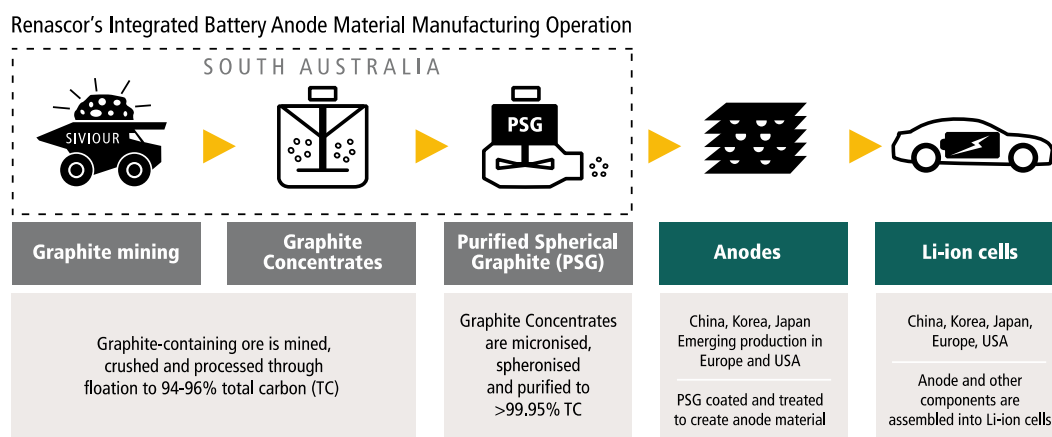 Renascor's Integrated Battery Anode Material Manufacturing Operation
SOUTH AUSTRALIA
SIVIOUR
PSG
Graphite mining
Graphite
Concentrates
Purified Spherical
Graphite (PSG)
Anodes
Li-ion cells
Graphite-containing ore is mined,
crushed and processed through
floation to 94-96% total carbon (TC)
Graphite Concentrates
are micronised,
spheronised
and purified to
>99.95% TC
China, Korea, Japan
Emerging production in
Europe and USA
PSG coated and treated
to create anode material
China, Korea, Japan,
Europe, USA
Anode and other
components are
assembled into Li-ion cells